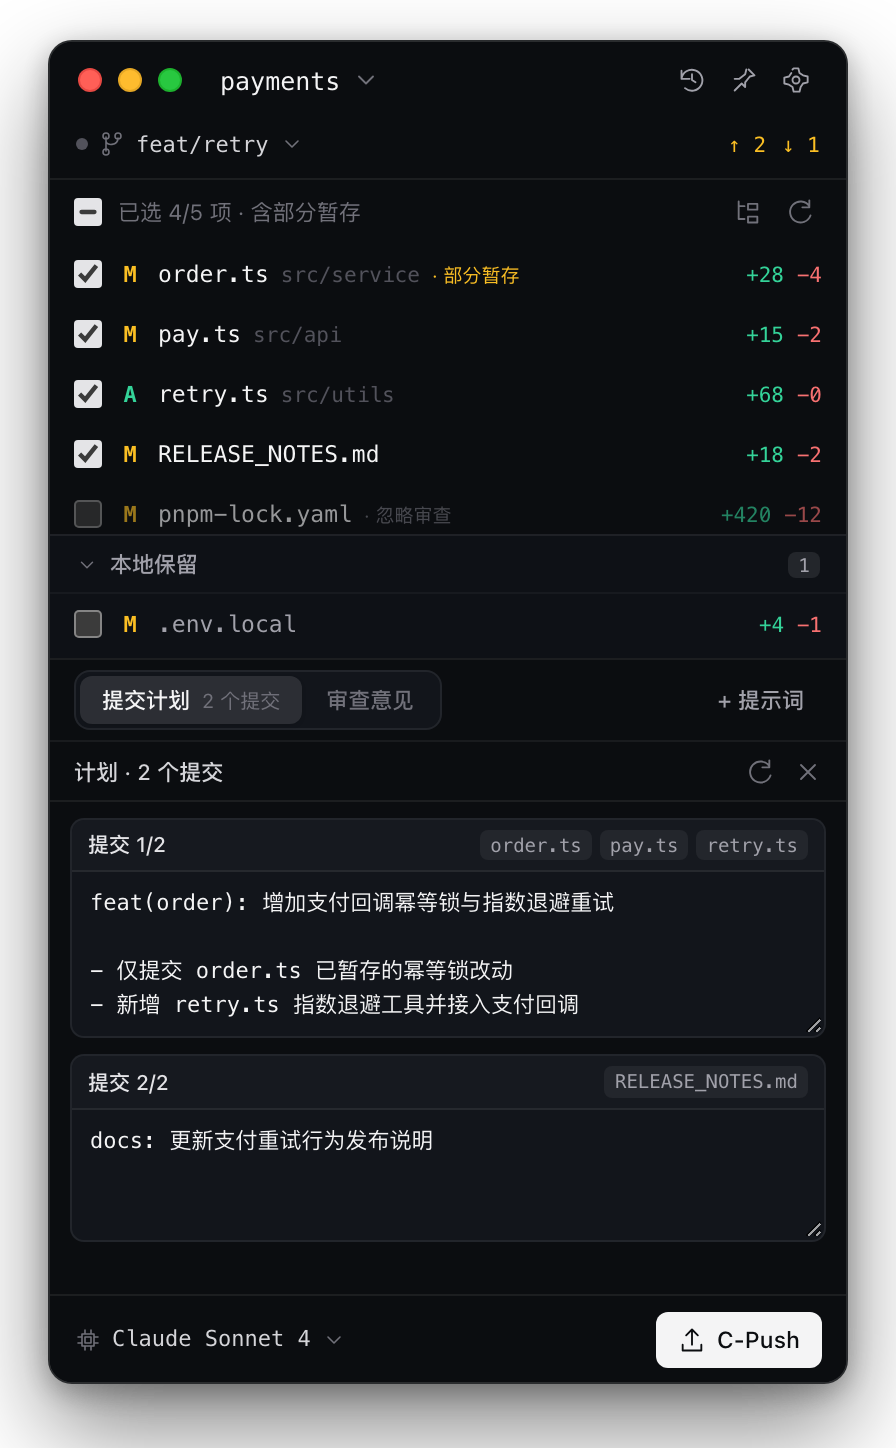 payments
feat/retry ↑ 2 ↓ 1
已选 4/5 项 · 含部分暂存
M order.ts src/service · 部分暂存 +28 −4
M pay.ts src/api +15 −2
A retry.ts src/utils +68 −0
M RELEASE_NOTES.md +18 −2
M pnpm-lock.yaml · 忽略审查 +420 −12
本地保留 1
M .env.local +4 −1
提交计划 2 个提交 审查意见 + 提示词
计划 · 2 个提交
提交 1/2 order.ts pay.ts retry.ts
feat(order): 增加支付回调幂等锁与指数退避重试
– 仅提交 order.ts 已暂存的幂等锁改动
– 新增 retry.ts 指数退避工具并接入支付回调
提交 2/2 RELEASE_NOTES.md
docs: 更新支付重试行为发布说明
Claude Sonnet 4 C-Push